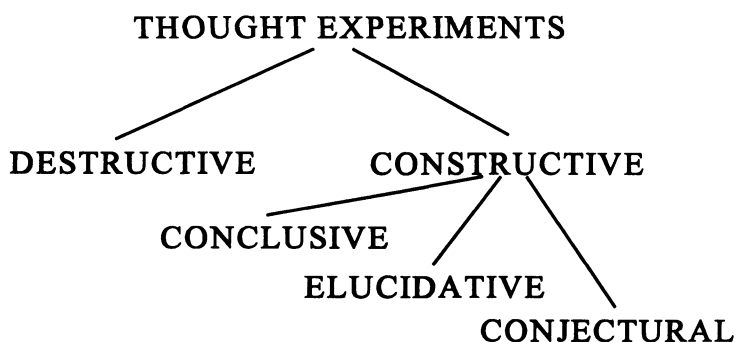 THOUGHT EXPERIMENTS
DESTRUCTIVE
CONSTRUCTIVE
CONCLUSIVE
ELUCIDATIVE
CONJECTURAL